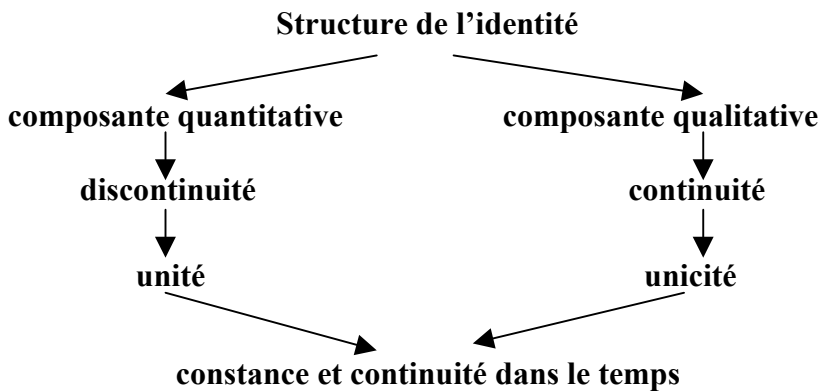 Structure de l’identité
composante quantitative composante qualitative
discontinuité continuité
unité unicité
constance et continuité dans le temps